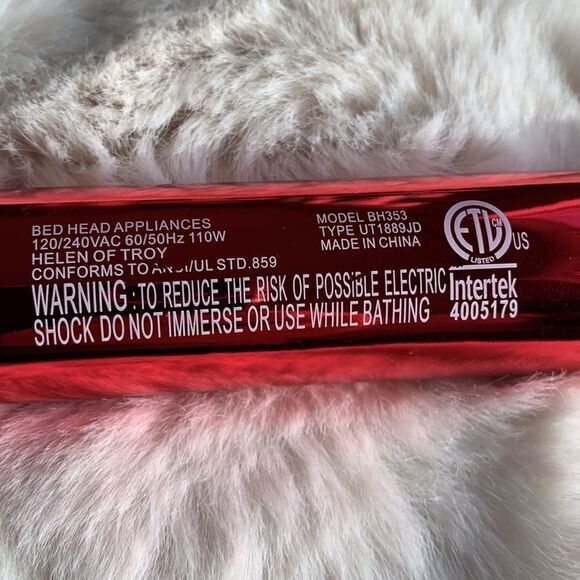 BED HEAD APPLIANCES
120/240VAC 60/50Hz 110W
HELEN OF TROY
CONFORMS TO ANSI/UL STD.859
WARNING :TO REDUCE THE RISK OF POSSIBLE ELECTRIC
SHOCK DO NOT IMMERSE OR USE WHILE BATHING
MODEL BH353
TYPE UT1889JD
MADE IN CHINA
ETL CM
LISTED
US
Intertek
4005179